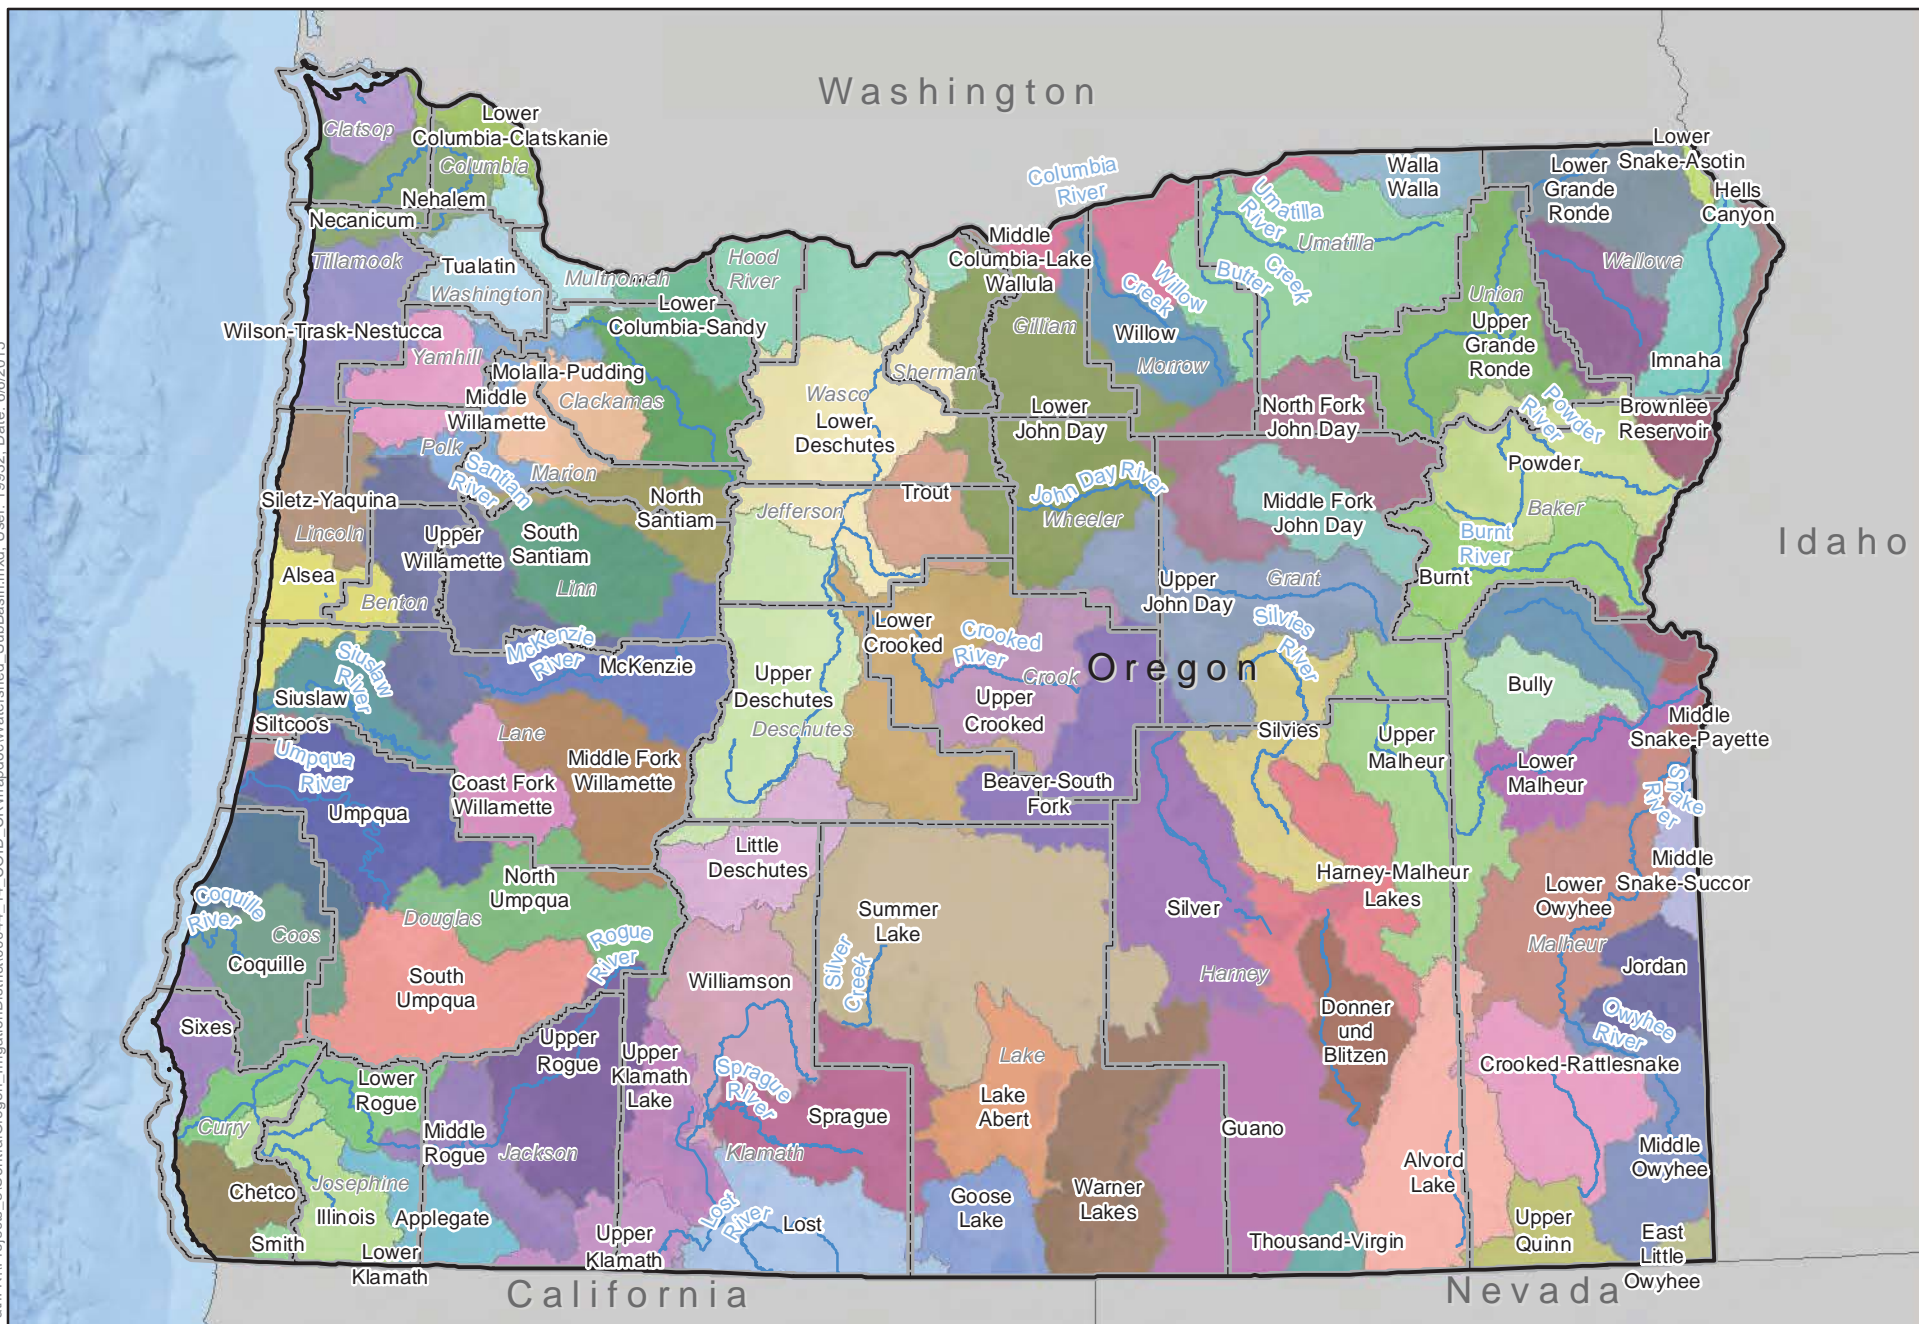 Washington
Lower
Columbia-Clatskanie
Clatsop
Columbia
Nehalem
Necanicum
Tillamook
Tualatin
Washington
Multnomah
Hood
River
Lower
Columbia-Sandy
Wilson-Trask-Nestucca
Yamhill
Molalla-Pudding
Clackamas
Middle
Willamette
Polk
Santiam
River
Marion
North
Santiam
Siletz-Yaquina
Lincoln
Upper
Willamette
South
Santiam
Linn
Alsea
Benton
McKenzie
River
McKenzie
Siuslaw
River
Siuslaw
Siltcoos
Umpqua
River
Umpqua
Lane
Coast Fork
Willamette
Middle Fork
Willamette
North
Umpqua
Douglas
Coquille
River
Coos
Coquille
South
Umpqua
Rogue
River
Sixes
Upper
Rogue
Lower
Rogue
Curry
Middle
Rogue
Jackson
Chetco
Josephine
Illinois
Applegate
Smith
Lower
Klamath
Upper
Klamath
Upper
Klamath
Lake
Williamson
Sprague
River
Sprague
Klamath
Lost
River
Lost
Columbia
River
Middle
Columbia-Lake
Wallula
Gilliam
Sherman
Wasco
Lower
Deschutes
Trout
Jefferson
Lower
John Day
John Day River
Wheeler
Willow
Creek
Willow
Morrow
Umatilla
River
Umatilla
Butter
Creek
Walla
Walla
Lower
Grande
Ronde
Lower
Snake-Asotin
Hells
Canyon
Wallowa
Union
Upper
Grande
Ronde
Imnaha
North Fork
John Day
Powder
River
Brownlee
Reservoir
Powder
Baker
Middle Fork
John Day
Burnt
River
Burnt
Idaho
Upper
John Day
Grant
Silvies
River
Silvies
Lower
Crooked
Crooked
River
Crook
Upper
Crooked
Oregon
Upper
Deschutes
Deschutes
Beaver-South
Fork
Little
Deschutes
Upper
Malheur
Bully
Lower
Malheur
Middle
Snake-Payette
Snake
River
Middle
Snake-Succor
Harney-Malheur
Lakes
Lower
Owyhee
Malheur
Jordan
Owyhee
River
Silver
Harney
Summer
Lake
Silver
Creek
Lake
Lake
Abert
Donner
und
Blitzen
Crooked-Rattlesnake
Guano
Alvord
Lake
Middle
Owyhee
Goose
Lake
Warner
Lakes
Thousand-Virgin
Upper
Quinn
East
Little
Owyhee
California
Nevada